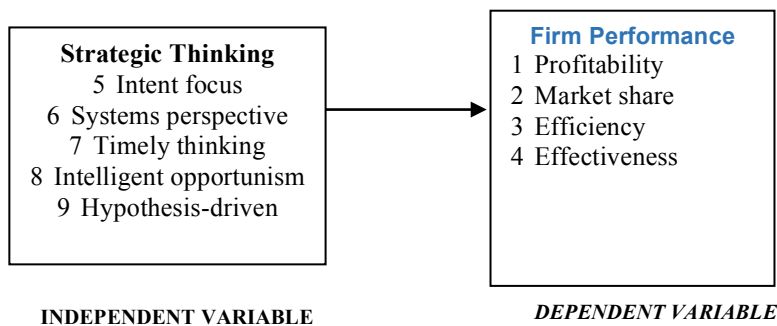 Strategic Thinking
5 Intent focus
6 Systems perspective
7 Timely thinking
8 Intelligent opportunism
9 Hypothesis-driven
INDEPENDENT VARIABLE
Firm Performance
1 Profitability
2 Market share
3 Efficiency
4 Effectiveness
DEPENDENT VARIABLE